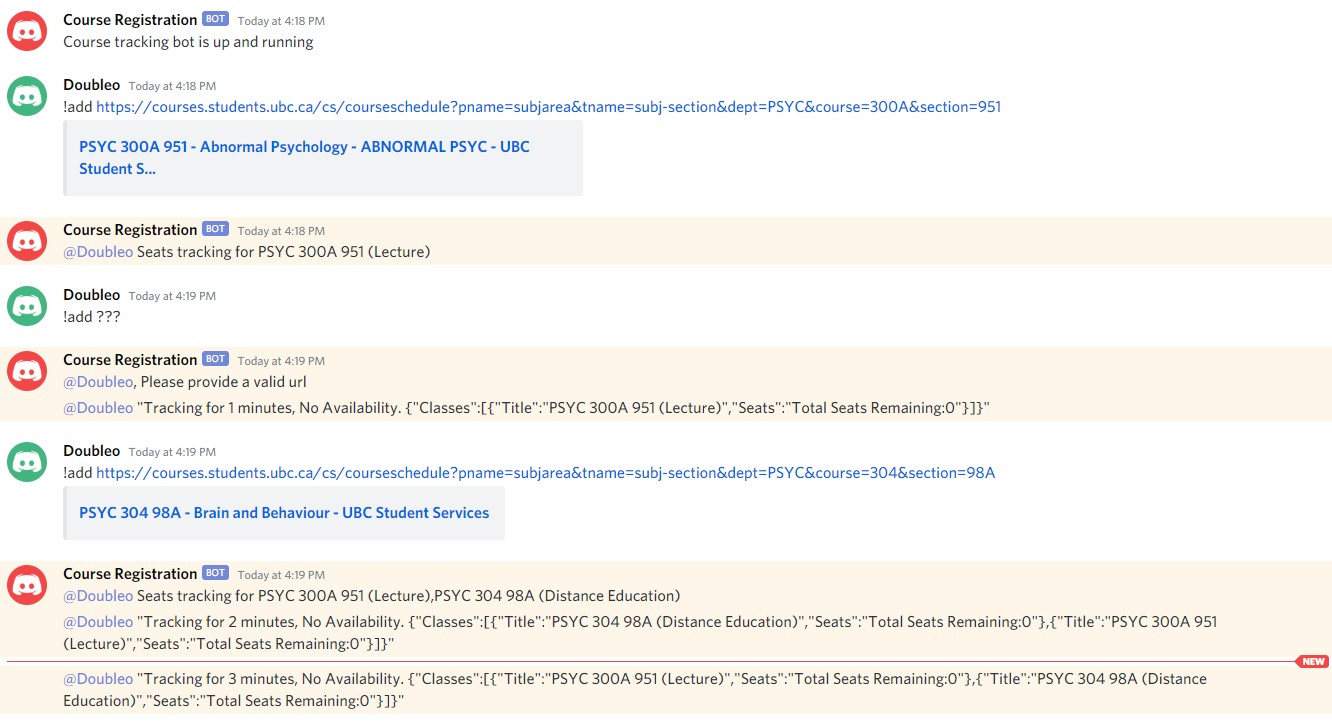 Course Registration BOT Today at 4:18 PM
Course tracking bot is up and running
Doubleo Today at 4:18 PM
!add https://courses.students.ubc.ca/cs/courseschedule?pname=subjarea&tname=subj-section&dept=PSYC&course=300A&section=951
PSYC 300A 951 - Abnormal Psychology - ABNORMAL PSYC - UBC
Student S...
Course Registration BOT Today at 4:18 PM
@Doubleo Seats tracking for PSYC 300A 951 (Lecture)
Doubleo Today at 4:19 PM
!add ???
Course Registration BOT Today at 4:19 PM
@Doubleo, Please provide a valid url
@Doubleo "Tracking for 1 minutes, No Availability. {"Classes":[{"Title":"PSYC 300A 951 (Lecture)","Seats":"Total Seats Remaining:0"}]}"
Doubleo Today at 4:19 PM
!add https://courses.students.ubc.ca/cs/courseschedule?pname=subjarea&tname=subj-section&dept=PSYC&course=304&section=98A
PSYC 304 98A - Brain and Behaviour - UBC Student Services
Course Registration BOT Today at 4:19 PM
@Doubleo Seats tracking for PSYC 300A 951 (Lecture),PSYC 304 98A (Distance Education)
@Doubleo "Tracking for 2 minutes, No Availability. {"Classes":[{"Title":"PSYC 304 98A (Distance Education)","Seats":"Total Seats Remaining:0"},{"Title":"PSYC 300A 951
(Lecture)","Seats":"Total Seats Remaining:0"}]}"
NEW
@Doubleo "Tracking for 3 minutes, No Availability. {"Classes":[{"Title":"PSYC 300A 951 (Lecture)","Seats":"Total Seats Remaining:0"},{"Title":"PSYC 304 98A (Distance
Education)","Seats":"Total Seats Remaining:0"}]}"